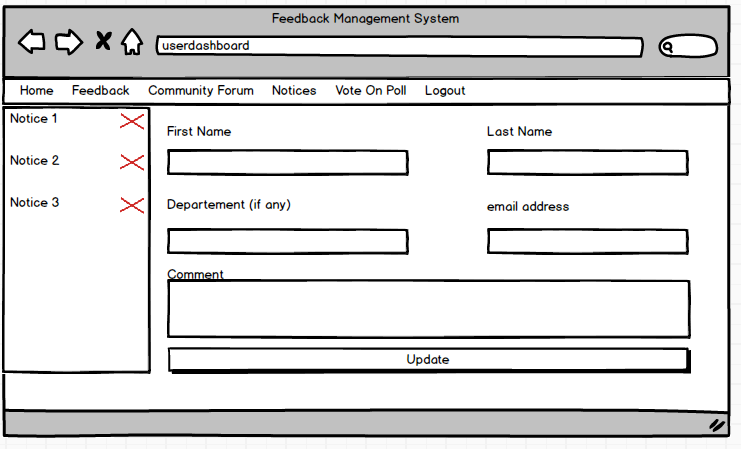 Feedback Management System
userdashboard
Home Feedback Community Forum Notices Vote On Poll Logout
Notice 1
Notice 2
Notice 3
First Name
Last Name
Departement (if any)
email address
Comment
Update